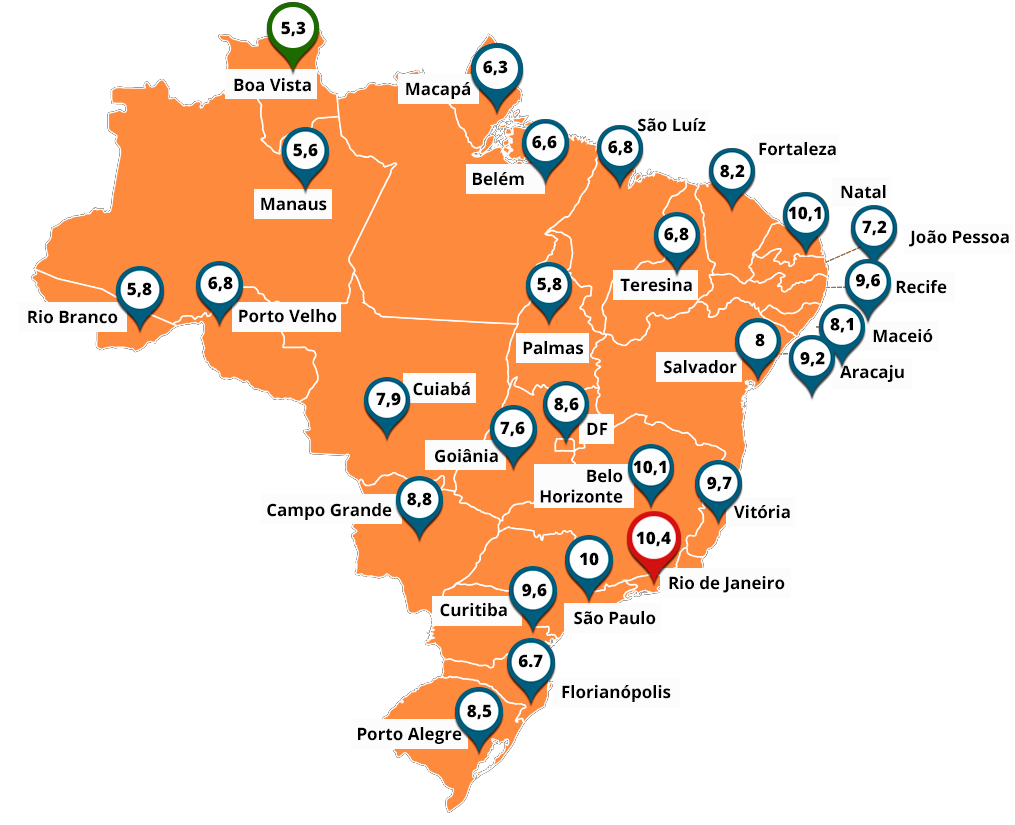 5,3
Boa Vista
6,3
Macapá
6,6
Belém
6,8
São Luíz
5,6
Manaus
8,2
Fortaleza
10,1
Natal
7,2
João Pessoa
6,8
Teresina
9,6
Recife
5,8
Rio Branco
6,8
Porto Velho
5,8
Palmas
8,1
Maceió
8
Salvador
9,2
Aracaju
7,9
Cuiabá
8,6
DF
7,6
Goiânia
10,1
Belo
Horizonte
9,7
Vitória
8,8
Campo Grande
10,4
Rio de Janeiro
10
São Paulo
9,6
Curitiba
6.7
Florianópolis
8,5
Porto Alegre